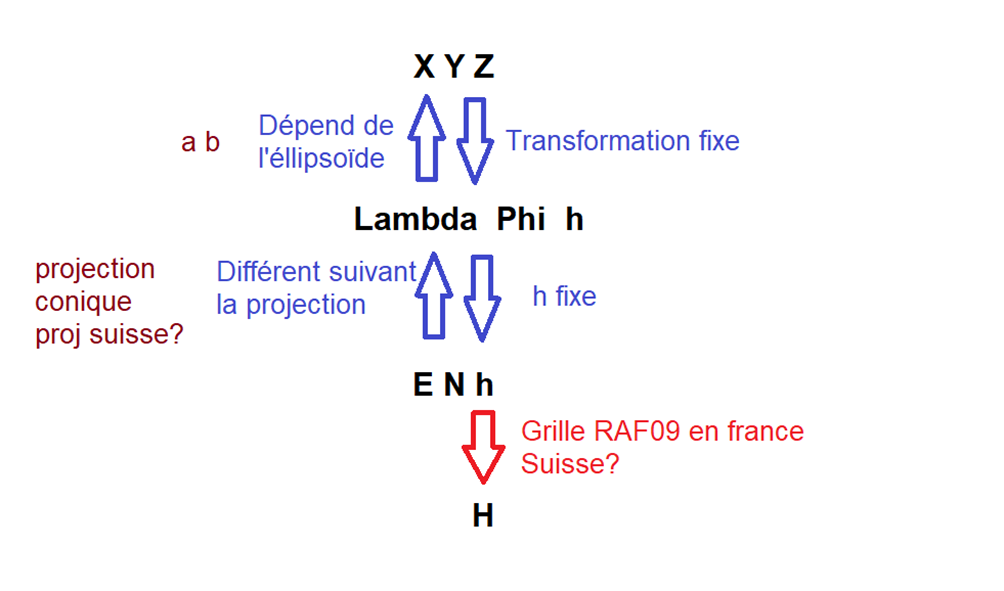 X Y Z
a b
Dépend de
l'éllipsoïde
Transformation fixe
Lambda Phi h
projection
conique
proj suisse?
Différent suivant
la projection
h fixe
E N h
Grille RAF09 en france
Suisse?
H